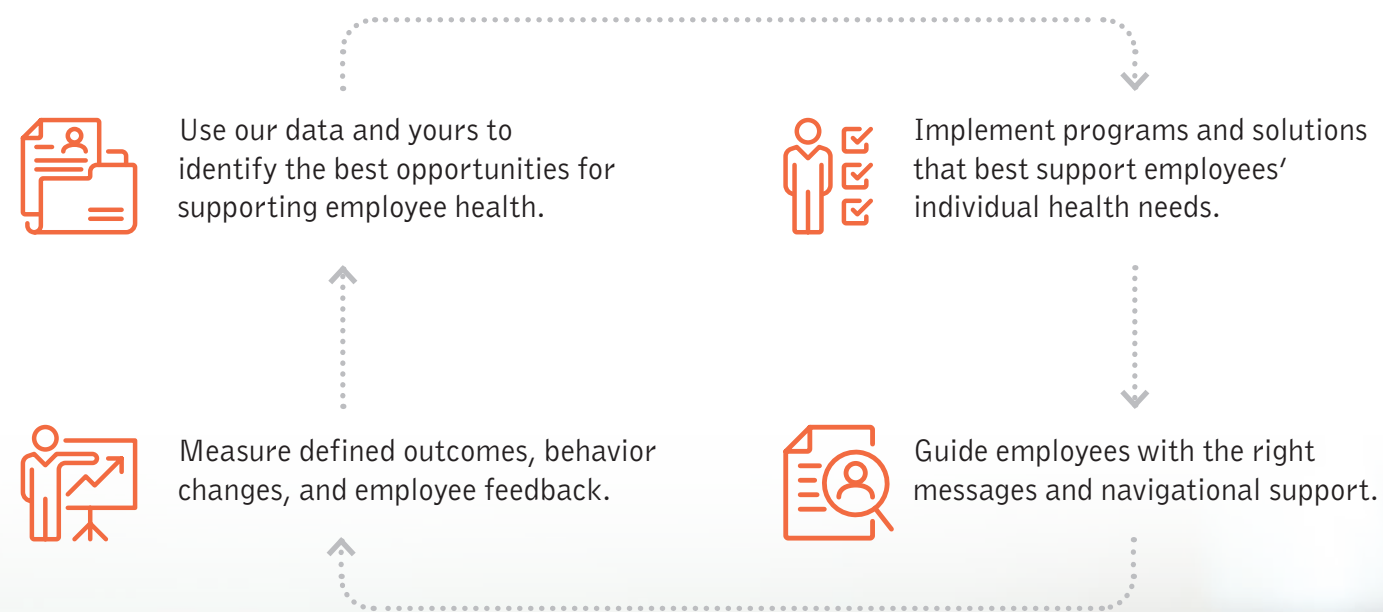 Use our data and yours to
identify the best opportunities for
supporting employee health.
Implement programs and solutions
that best support employees’
individual health needs.
Measure defined outcomes, behavior
changes, and employee feedback.
Guide employees with the right
messages and navigational support.